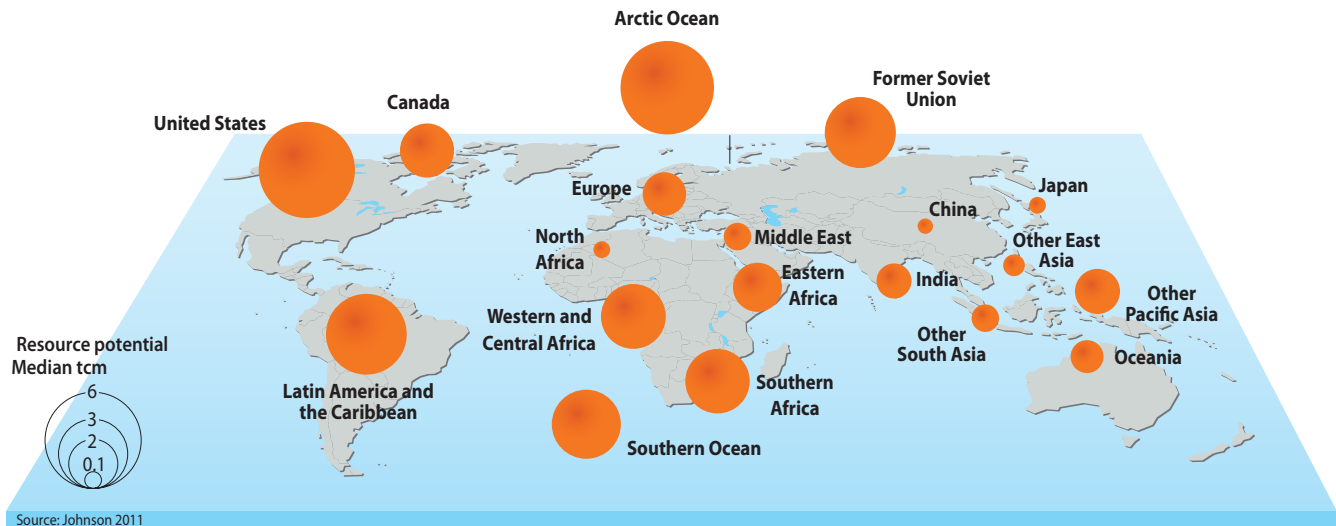 Arctic Ocean
Former Soviet
Union
Canada
United States
Europe
Japan
China
North
Africa
Middle East
Other East
Asia
Eastern
Africa
India
Other
Pacific Asia
Western and
Central Africa
Other
South Asia
Oceania
Resource potential
Median tcm
6
3
2
0,1
Latin America and
the Caribbean
Southern
Africa
Southern Ocean
Source: Johnson 2011